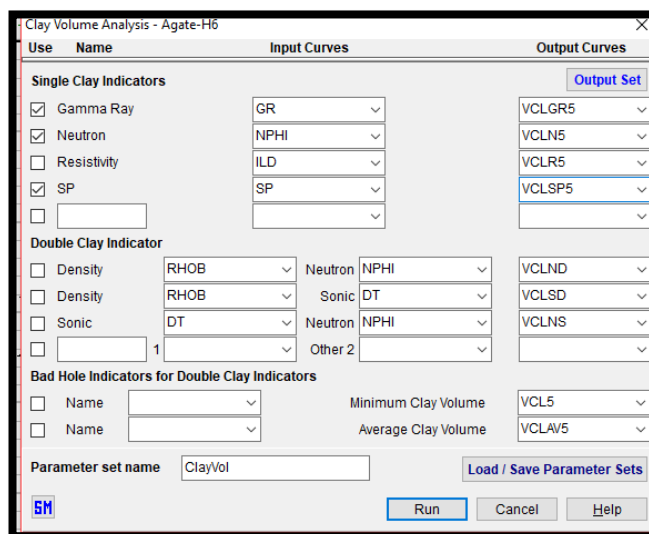 Clay Volume Analysis - Agate-H6
Use Name Input Curves Output Curves
Single Clay Indicators Output Set
Gamma Ray GR VCLGR5
Neutron NPHI VCLN5
Resistivity ILD VCLR5
SP SP VCLSP5
Double Clay Indicator
Density RHOB Neutron NPHI VCLND
Density RHOB Sonic DT VCLSD
Sonic DT Neutron NPHI VCLNS
1 Other 2
Bad Hole Indicators for Double Clay Indicators
Name Minimum Clay Volume VCL5
Name Average Clay Volume VCLAV5
Parameter set name ClayVol Load / Save Parameter Sets
SM Run Cancel Help